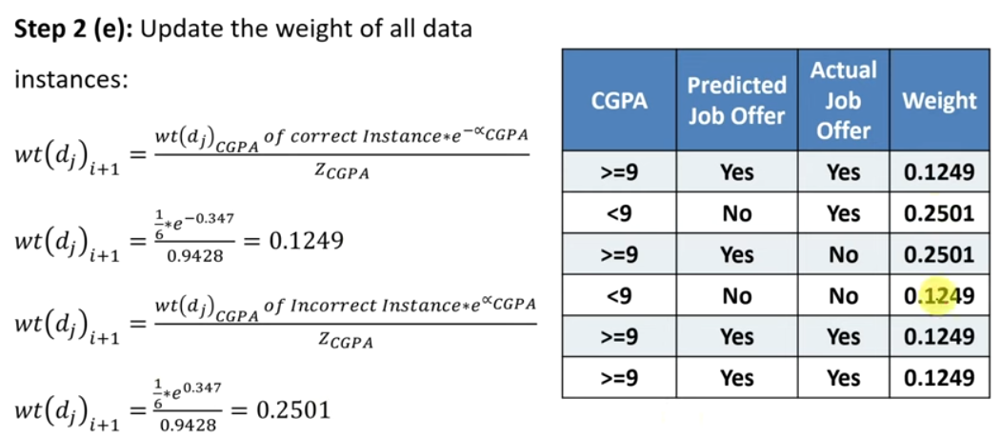 Step 2 (e): Update the weight of all data
instances:
wt(d_j)_{i+1} = \frac{wt(d_j)_{CGPA} of correct Instance*e^{-∝CGPA}}{Z_{CGPA}}
wt(d_j)_{i+1} = \frac{\frac{1}{6}*e^{-0.347}}{0.9428} = 0.1249
wt(d_j)_{i+1} = \frac{wt(d_j)_{CGPA} of Incorrect Instance*e^{∝CGPA}}{Z_{CGPA}}
wt(d_j)_{i+1} = \frac{\frac{1}{6}*e^{0.347}}{0.9428} = 0.2501
CGPA | Predicted Job Offer | Actual Job Offer | Weight
>=9 | Yes | Yes | 0.1249
<9 | No | Yes | 0.2501
>=9 | Yes | No | 0.2501
<9 | No | No | 0.1249
>=9 | Yes | Yes | 0.1249
>=9 | Yes | Yes | 0.1249